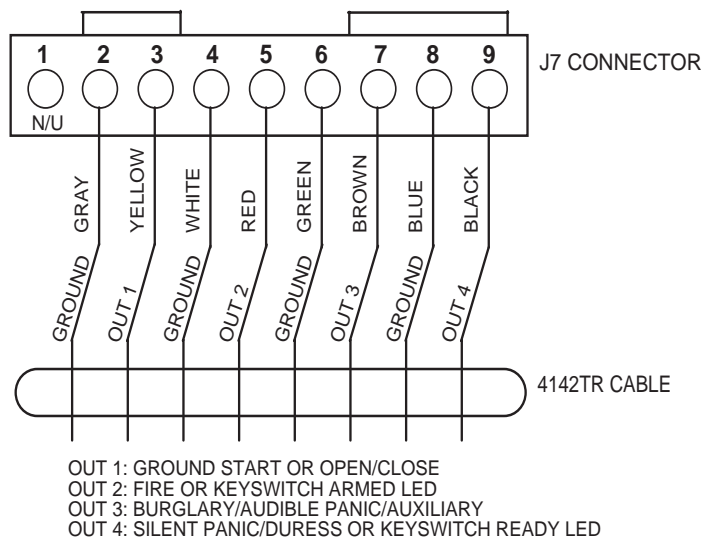 1 2 3 4 5 6 7 8 9
J7 CONNECTOR
N/U
GRAY YELLOW WHITE RED GREEN BROWN BLUE BLACK
GROUND OUT 1 GROUND OUT 2 GROUND OUT 3 GROUND OUT 4
4142TR CABLE
OUT 1: GROUND START OR OPEN/CLOSE
OUT 2: FIRE OR KEYSWITCH ARMED LED
OUT 3: BURGLARY/AUDIBLE PANIC/AUXILIARY
OUT 4: SILENT PANIC/DURESS OR KEYSWITCH READY LED